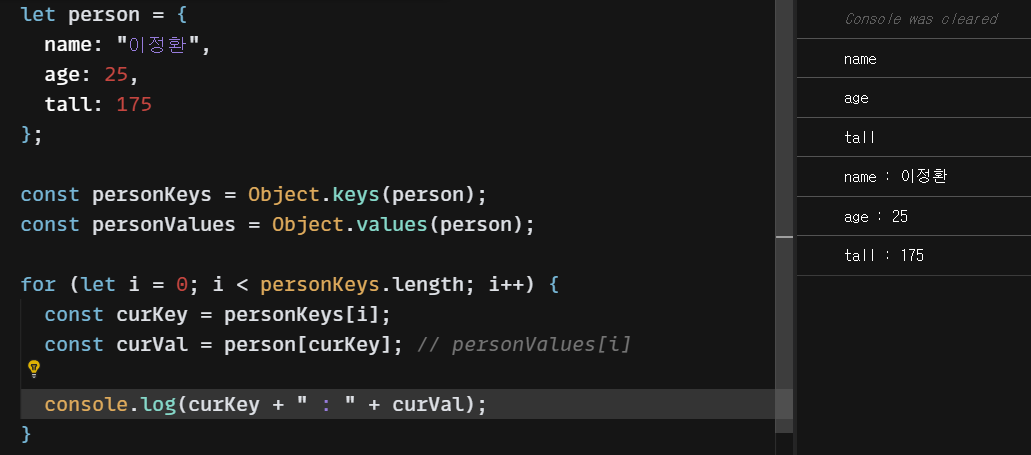 let person = {
  name: "이정환",
  age: 25,
  tall: 175
};

const personKeys = Object.keys(person);
const personValues = Object.values(person);

for (let i = 0; i < personKeys.length; i++) {
  const curKey = personKeys[i];
  const curVal = person[curKey]; // personValues[i]

  console.log(curKey + " : " + curVal);
}
Console was cleared
name
age
tall
name : 이정환
age : 25
tall : 175